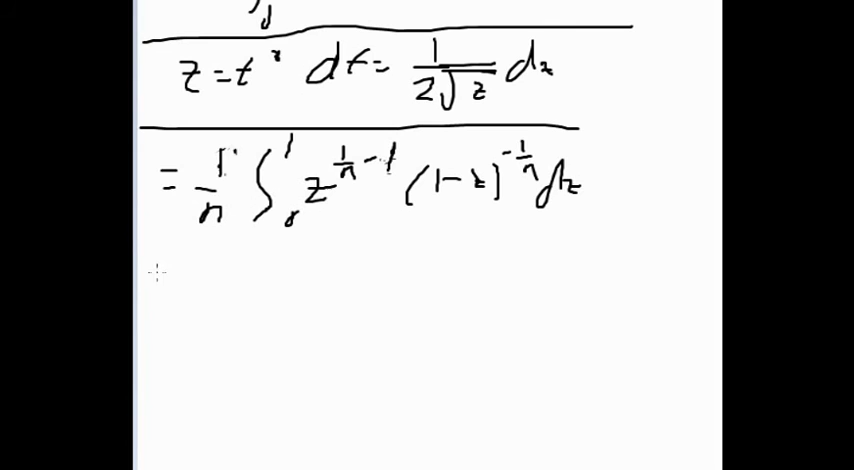 z = t² dt = 1/(2√z) dz
= 1/n ∫₀¹ z^(1/n - 1) (1-z)^(-1/n) dz